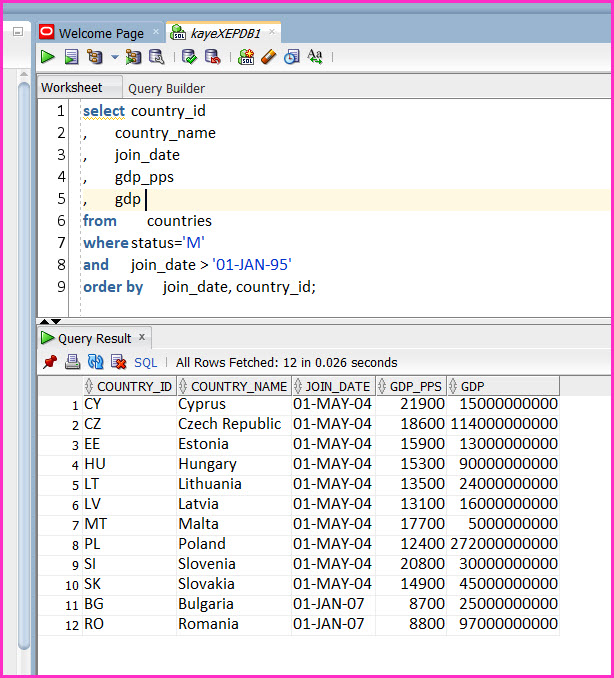 Welcome Page kayeXEPDB1
Worksheet Query Builder
1 select country_id
2 , country_name
3 , join_date
4 , gdp_pps
5 , gdp
6 from countries
7 where status='M'
8 and join_date > '01-JAN-95'
9 order by join_date, country_id;
Query Result x
SQL | All Rows Fetched: 12 in 0.026 seconds
COUNTRY_ID COUNTRY_NAME JOIN_DATE GDP_PPS GDP
1 CY Cyprus 01-MAY-04 21900 15000000000
2 CZ Czech Republic 01-MAY-04 18600 114000000000
3 EE Estonia 01-MAY-04 15900 13000000000
4 HU Hungary 01-MAY-04 15300 90000000000
5 LT Lithuania 01-MAY-04 13500 24000000000
6 LV Latvia 01-MAY-04 13100 16000000000
7 MT Malta 01-MAY-04 17700 5000000000
8 PL Poland 01-MAY-04 12400 272000000000
9 SI Slovenia 01-MAY-04 20800 30000000000
10 SK Slovakia 01-MAY-04 14900 45000000000
11 BG Bulgaria 01-JAN-07 8700 25000000000
12 RO Romania 01-JAN-07 8800 97000000000